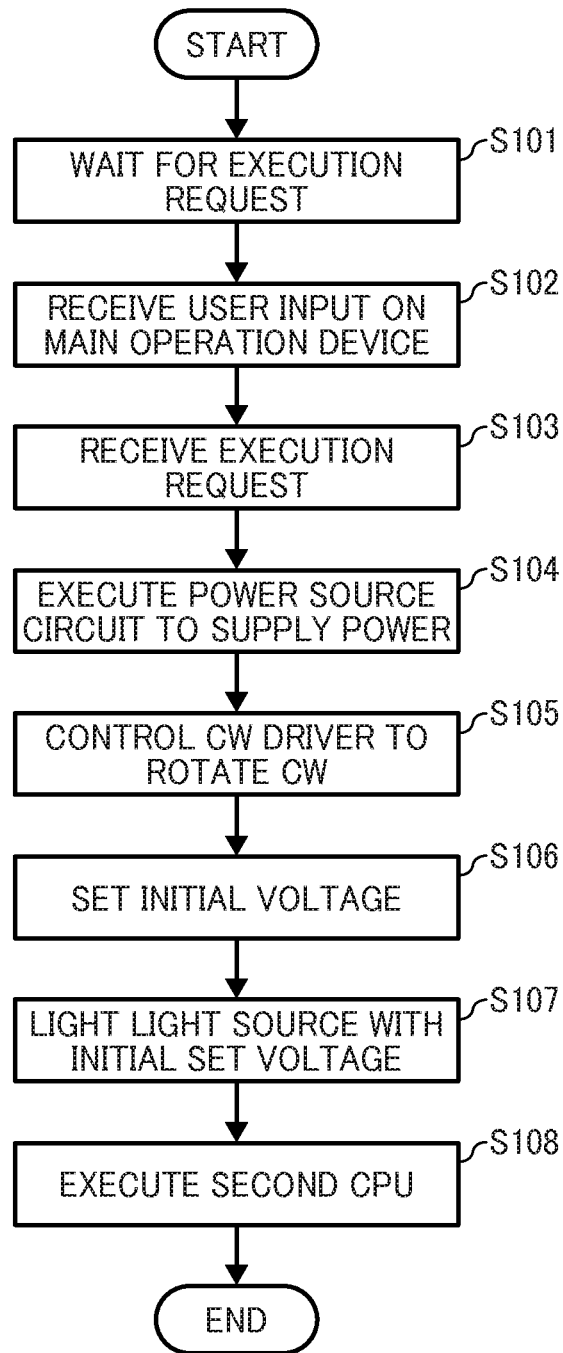 START
S101
WAIT FOR EXECUTION
REQUEST
S102
RECEIVE USER INPUT ON
MAIN OPERATION DEVICE
S103
RECEIVE EXECUTION
REQUEST
S104
EXECUTE POWER SOURCE
CIRCUIT TO SUPPLY POWER
S105
CONTROL CW DRIVER TO
ROTATE CW
S106
SET INITIAL VOLTAGE
S107
LIGHT LIGHT SOURCE WITH
INITIAL SET VOLTAGE
S108
EXECUTE SECOND CPU
END